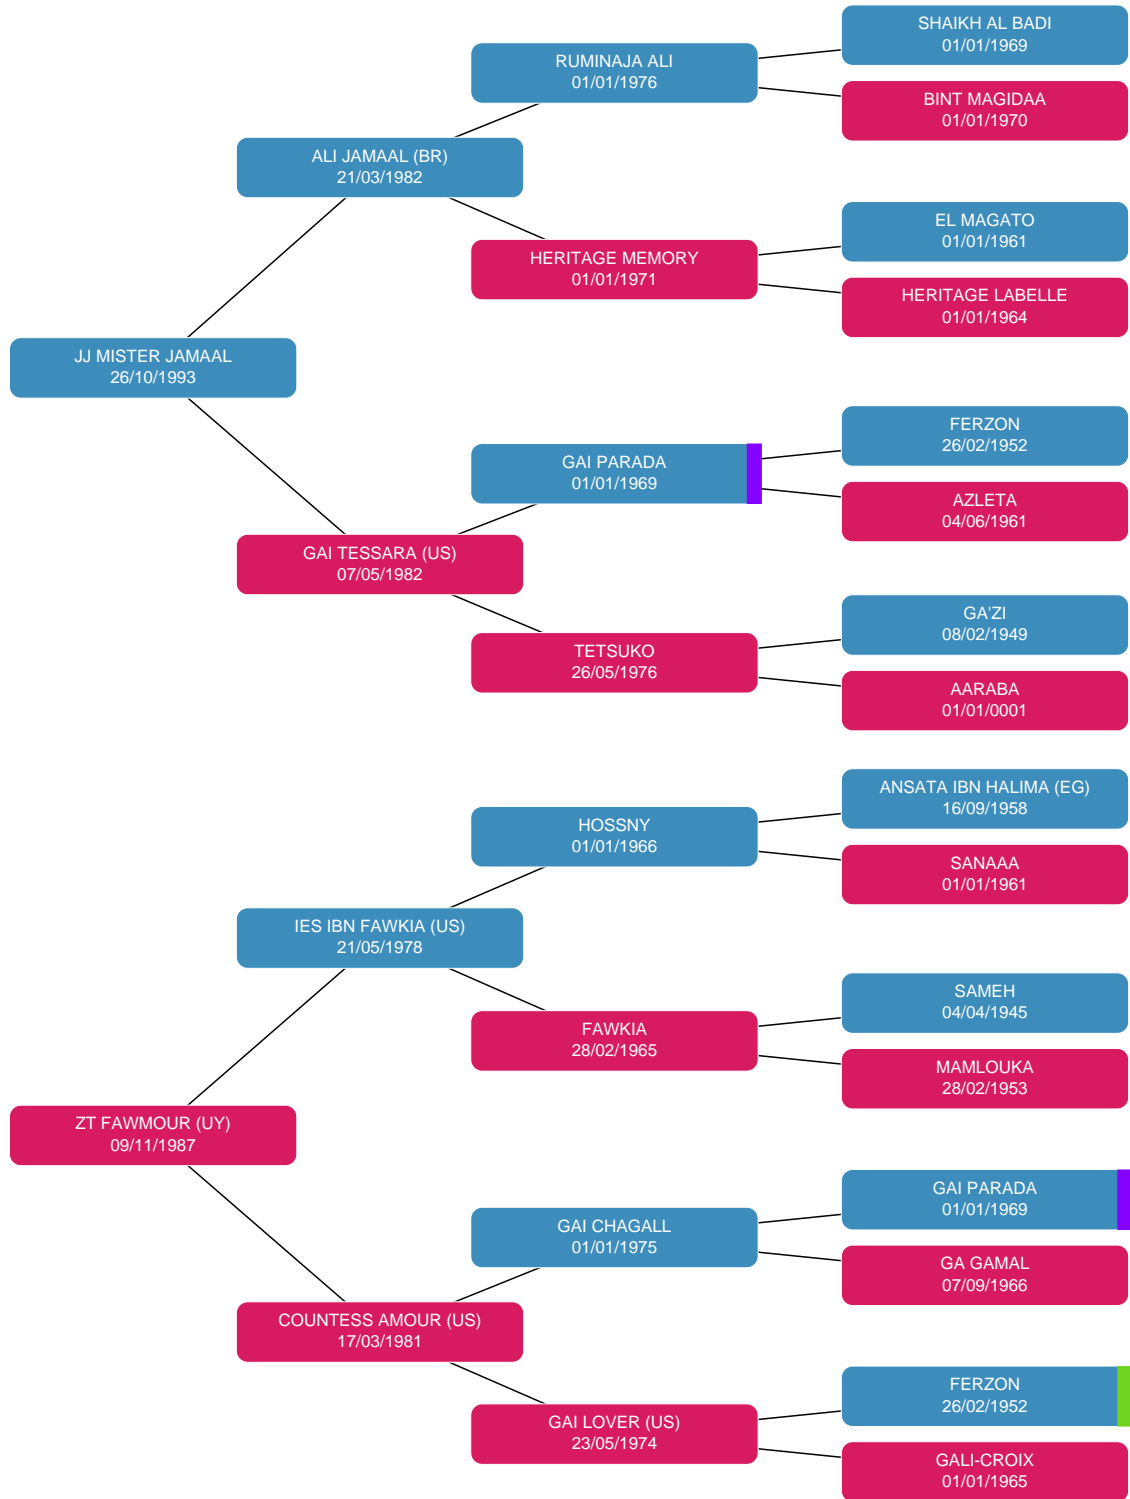 SHAIKH AL BADI
01/01/1969
RUMINAJA ALI
01/01/1976
BINT MAGIDAA
01/01/1970
ALI JAMAAL (BR)
21/03/1982
EL MAGATO
01/01/1961
HERITAGE MEMORY
01/01/1971
HERITAGE LABELLE
01/01/1964
JJ MISTER JAMAAL
26/10/1993
FERZON
26/02/1952
GAI PARADA
01/01/1969
AZLETA
04/06/1961
GAI TESSARA (US)
07/05/1982
GA'ZI
08/02/1949
TETSUKO
26/05/1976
AARABA
01/01/0001
ANSATA IBN HALIMA (EG)
16/09/1958
HOSSNY
01/01/1966
SANAAA
01/01/1961
IES IBN FAWKIA (US)
21/05/1978
SAMEH
04/04/1945
FAWKIA
28/02/1965
MAMLOUKA
28/02/1953
ZT FAWMOUR (UY)
09/11/1987
GAI PARADA
01/01/1969
GAI CHAGALL
01/01/1975
GA GAMAL
07/09/1966
COUNTESS AMOUR (US)
17/03/1981
FERZON
26/02/1952
GAI LOVER (US)
23/05/1974
GALI-CROIX
01/01/1965